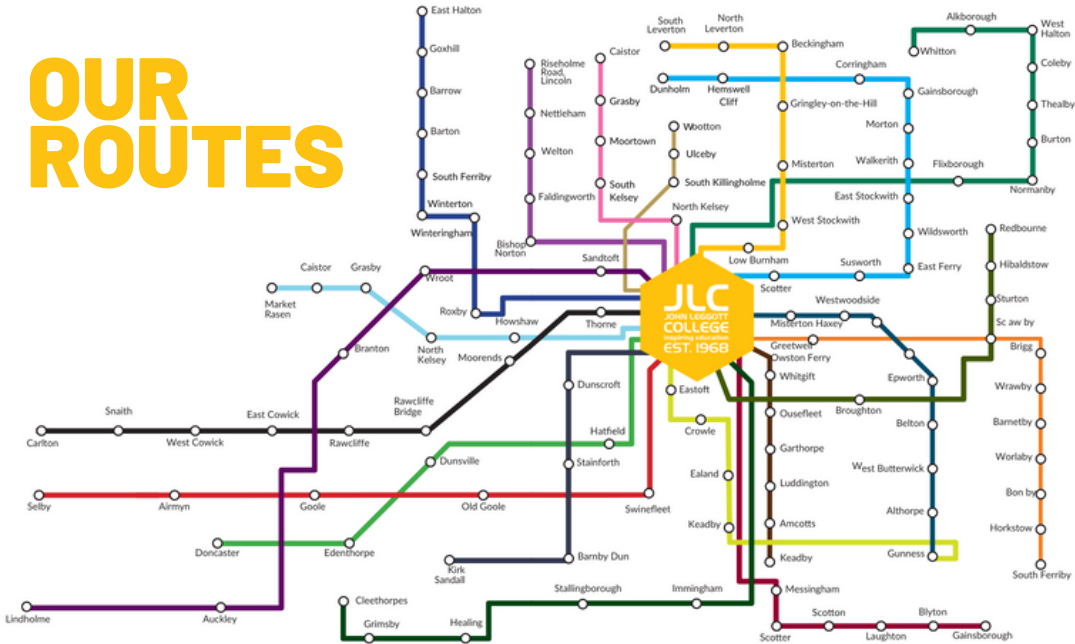 OUR
ROUTES
East Halton
Goxhill
Barrow
Barton
South Ferriby
Winterton
Winteringham
Roxby
Riseholme
Road,
Lincoln
Nettleham
Welton
Faldingworth
Bishop
Norton
Caistor
Grasby
Moortown
South
Kelsey
North Kelsey
Wootton
Ulceby
South Killingholme
South
Leverton
North
Leverton
Beckingham
Gringley-on-the-Hill
Misterton
West Stockwith
Low Burnham
Dunholm
Hemswell
Cliff
Corringham
Gainsborough
Morton
Walkerith
East Stockwith
Wildsworth
East Ferry
Susworth
Scotter
Alkborough
Whitton
West
Halton
Coleby
Thealby
Burton
Normanby
Flixborough
Redbourne
Hibaldstow
Sturton
Sc aw by
Broughton
Sandtoft
Wroot
Branton
Auckley
Lindholme
Caistor
Grasby
Market
Rasen
North
Kelsey
Howshaw
Thorne
Moorends
Rawcliffe
Bridge
Rawcliffe
East Cowick
West Cowick
Snaith
Carlton
JLC
JOHN LEGGOTT
COLLEGE
inspiring education
EST. 1968
Westwoodside
Misterton Haxey
Epworth
Belton
West Butterwick
Althorpe
Gunness
Greetwell
Brigg
Wrawby
Barnetby
Worlaby
Bon by
Horkstow
South Ferriby
Owston Ferry
Whitgift
Ousefleet
Garthorpe
Luddington
Amcotts
Keadby
Eastoft
Crowle
Ealand
Keadby
Dunscroft
Stainforth
Barnby Dun
Kirk
Sandall
Hatfield
Dunsville
Edenthorpe
Doncaster
Selby
Airmyn
Goole
Old Goole
Swinefleet
Cleethorpes
Grimsby
Healing
Stallingborough
Immingham
Messingham
Scotter
Scotton
Laughton
Blyton
Gainsborough